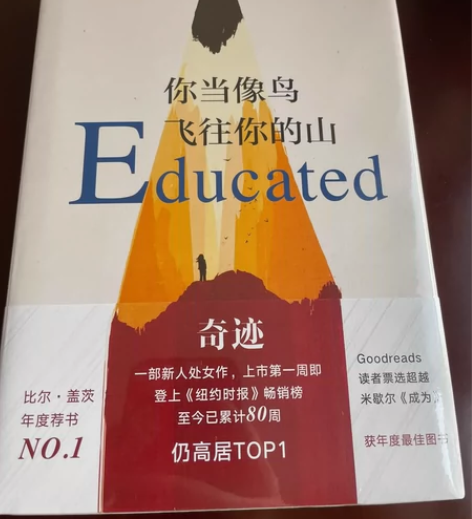 你当像鸟
飞往你的山
Educated
奇迹
一部新人处女作，上市第一周即
登上《纽约时报》畅销榜
至今已累计80周
仍高居TOP1
比尔·盖茨
年度荐书
NO.1
Goodreads
读者票选超越
米歇尔《成为
获年度最佳图书